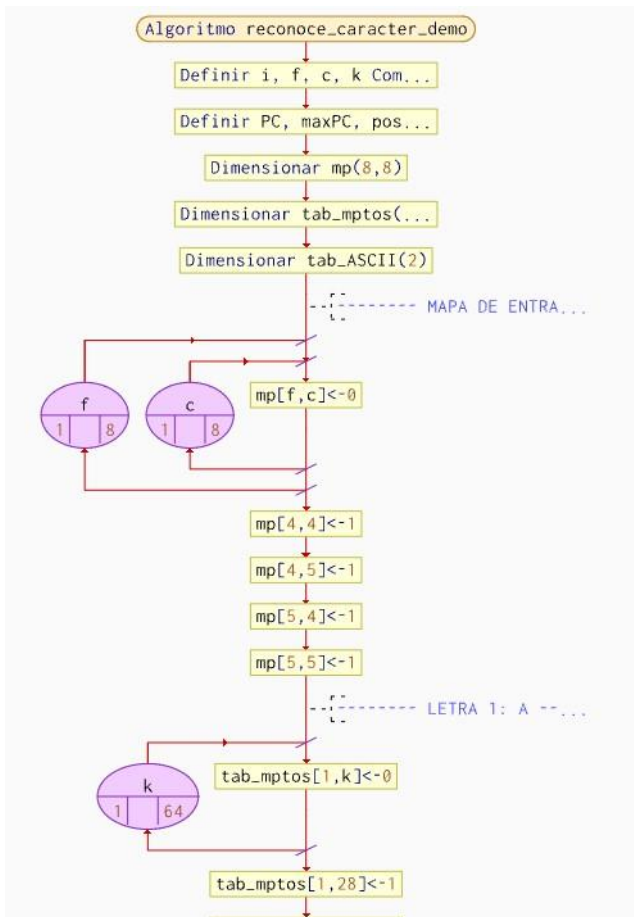 Algoritmo reconoce_caracter_demo
Definir i, f, c, k Com...
Definir PC, maxPC, pos...
Dimensionar mp(8,8)
Dimensionar tab_mptos(...
Dimensionar tab_ASCII(2)
-------- MAPA DE ENTRA...
f
1 8
c
1 8
mp[f,c]<-0
mp[4,4]<-1
mp[4,5]<-1
mp[5,4]<-1
mp[5,5]<-1
-------- LETRA 1: A --...
k
1 64
tab_mptos[1,k]<-0
tab_mptos[1,28]<-1